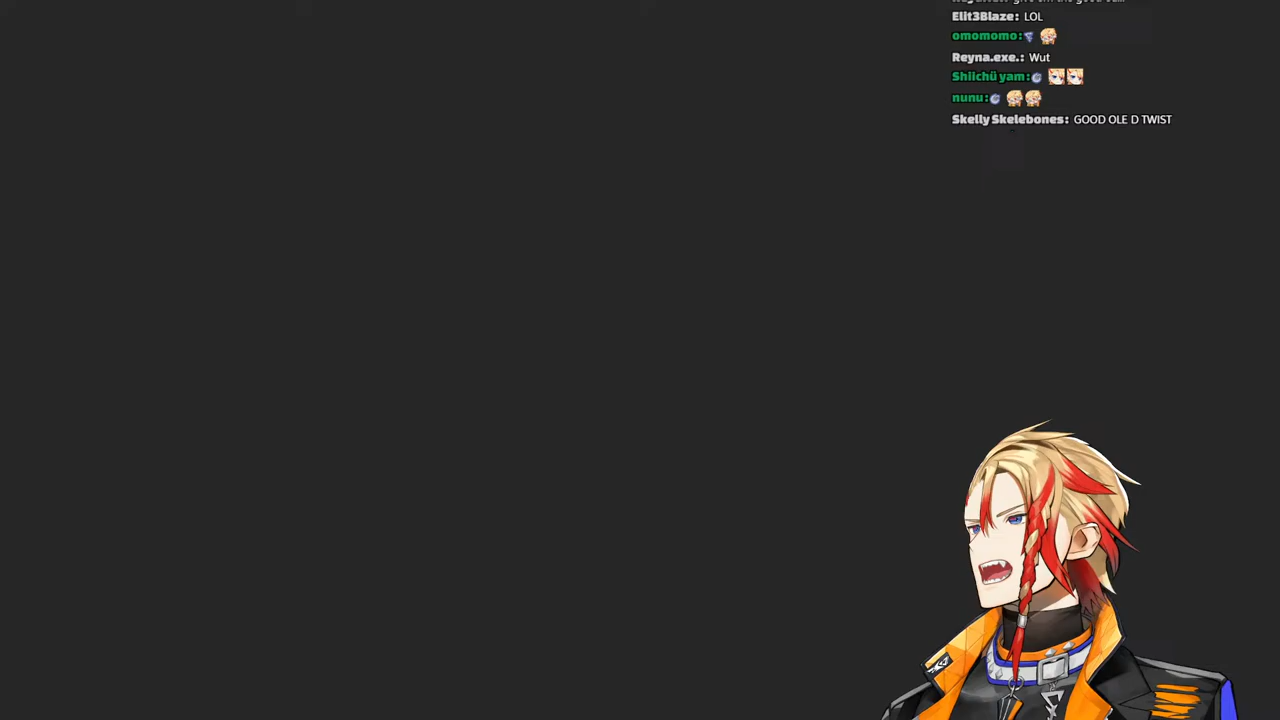 Elit3Blaze: LOL
omomomo:
Reyna.exe.: Wut
Shiichü yam:
nunu:
Skelly Skelebones: GOOD OLE D TWIST